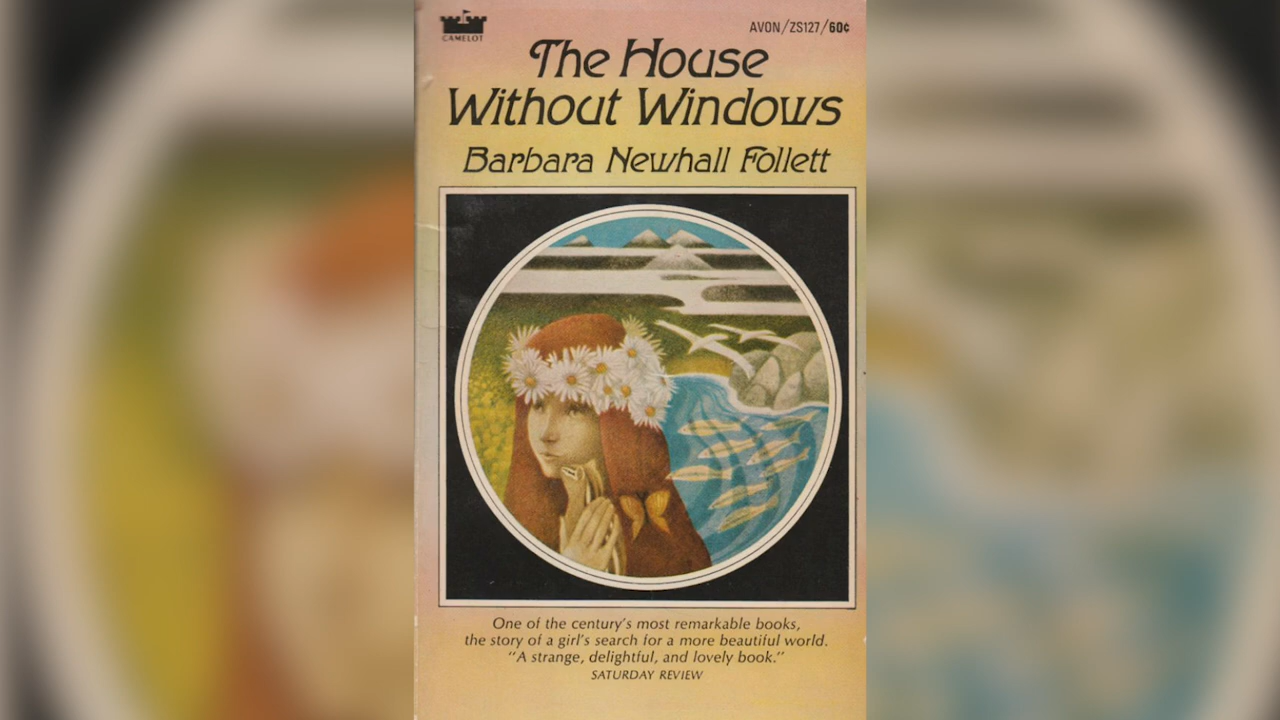 CAMELOT
AVON/ZS127/60¢
The House
Without Windows
Barbara Newhall Follett
One of the century's most remarkable books,
the story of a girl's search for a more beautiful world.
"A strange, delightful, and lovely book."
SATURDAY REVIEW